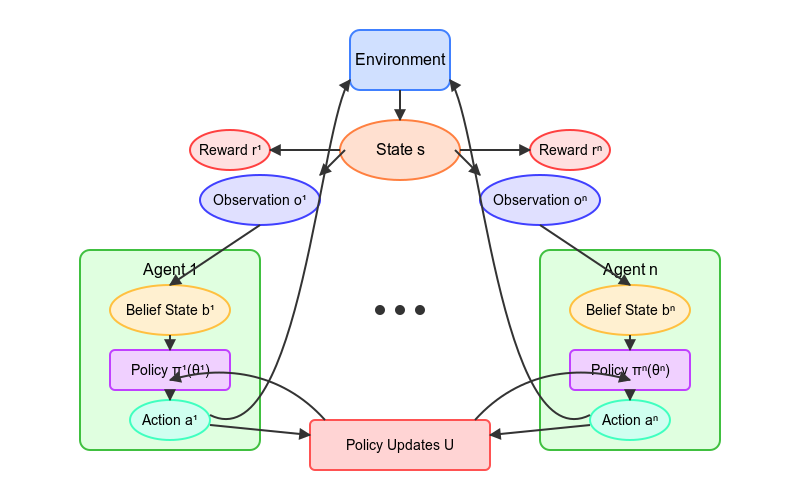 Environment
State s
Reward r¹
Reward rⁿ
Observation o¹
Observation oⁿ
Agent 1
Agent n
Belief State b¹
Belief State bⁿ
Policy π¹(θ¹)
Policy πⁿ(θⁿ)
Action a¹
Action aⁿ
Policy Updates U